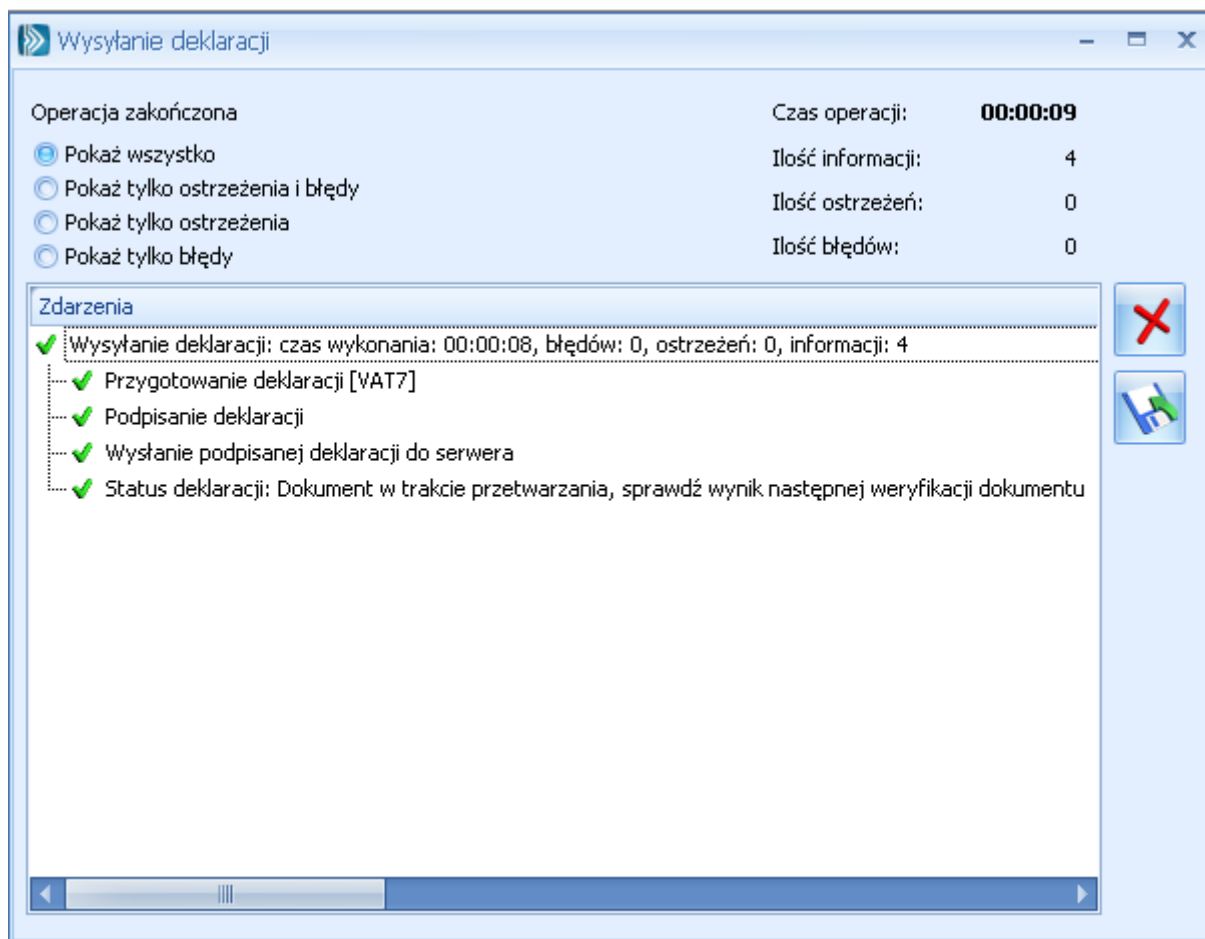 Wysyłanie deklaracji
Operacja zakończona
Czas operacji: 00:00:09
Pokaż wszystko
Ilość informacji: 4
Pokaż tylko ostrzeżenia i błędy
Ilość ostrzeżeń: 0
Pokaż tylko ostrzeżenia
Ilość błędów: 0
Pokaż tylko błędy
Zdarzenia
Wysyłanie deklaracji: czas wykonania: 00:00:08, błędów: 0, ostrzeżeń: 0, informacji: 4
Przygotowanie deklaracji [VAT7]
Podpisanie deklaracji
Wysłanie podpisanej deklaracji do serwera
Status deklaracji: Dokument w trakcie przetwarzania, sprawdź wynik następnej weryfikacji dokumentu